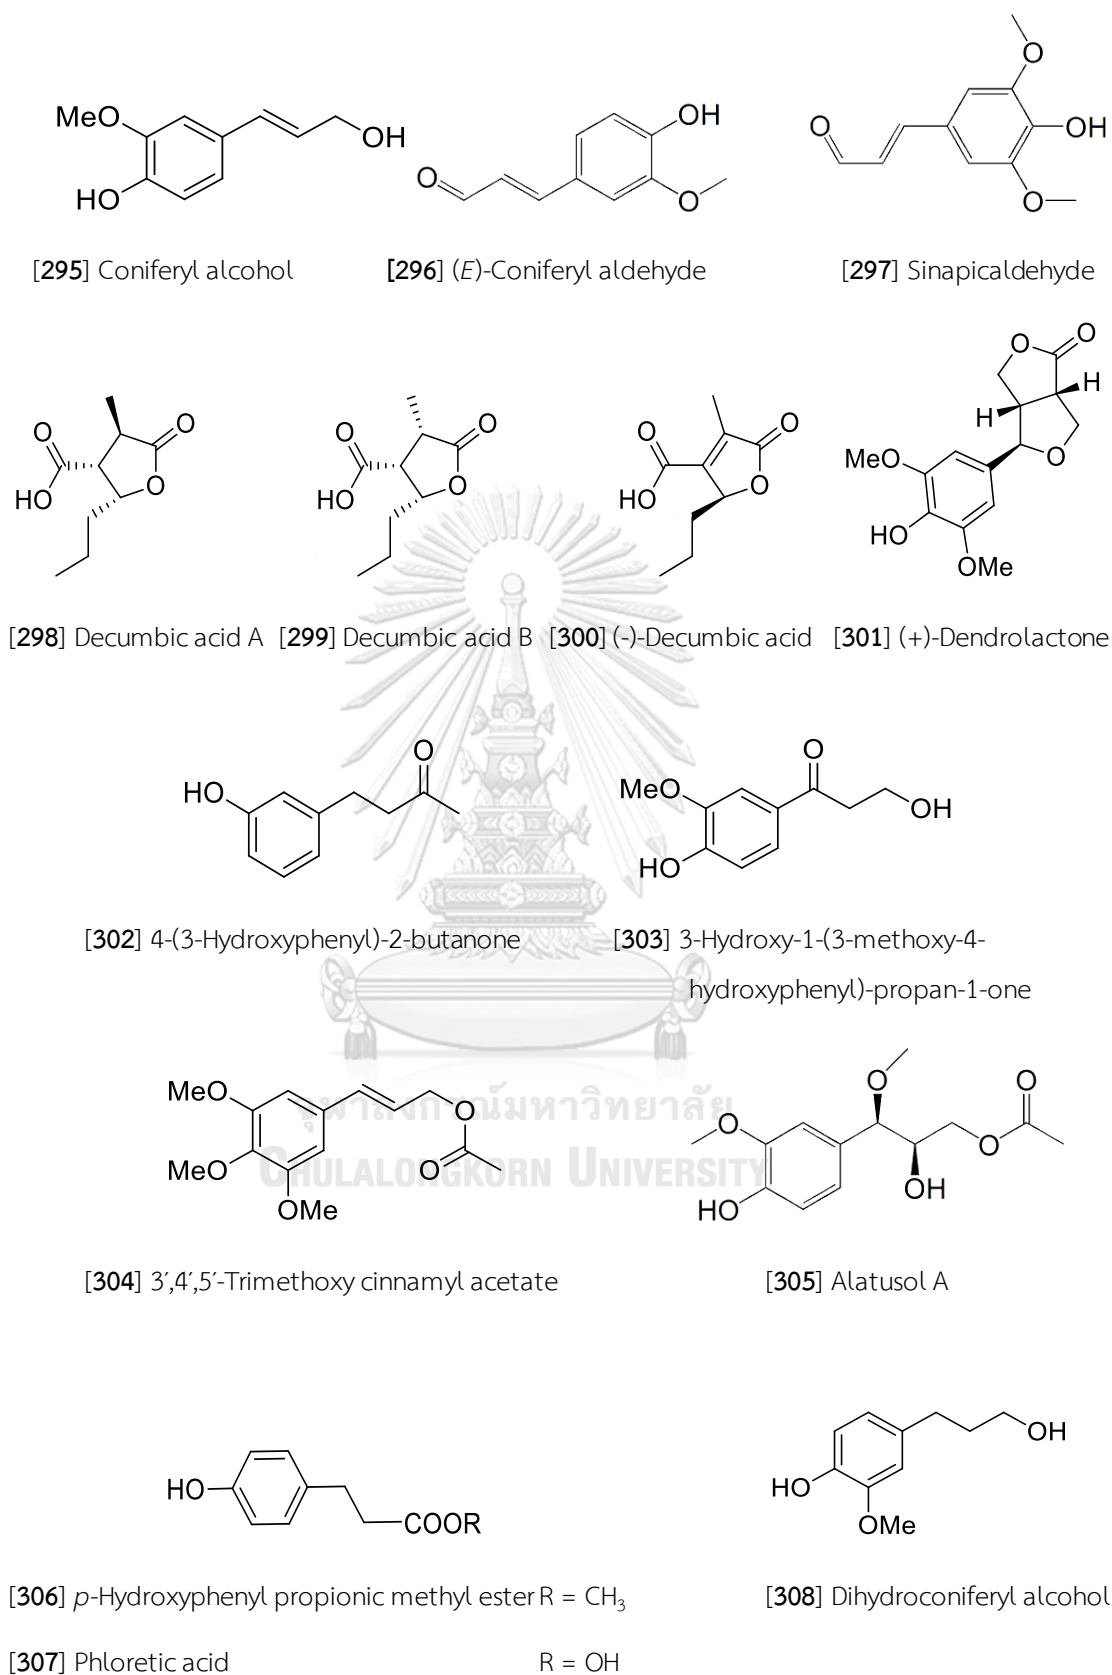 MeO
HO
OH
[295] Coniferyl alcohol
O
OH
O
[296] (E)-Coniferyl aldehyde
O
O
OH
O
[297] Sinapicaldehyde
O
HO
O
O
[298] Decumbic acid A
O
HO
O
O
[299] Decumbic acid B
O
HO
O
O
[300] (-)-Decumbic acid
O
O
H
H
O
MeO
HO
OMe
[301] (+)-Dendrolactone
HO
O
[302] 4-(3-Hydroxyphenyl)-2-butanone
O
MeO
OH
HO
[303] 3-Hydroxy-1-(3-methoxy-4-
hydroxyphenyl)-propan-1-one
MeO
MeO
OMe
O
O
[304] 3′,4′,5′-Trimethoxy cinnamyl acetate
O
O
O
O
OH
HO
[305] Alatusol A
จุฬาลงกรณ์มหาวิทยาลัย
CHULALONGKORN UNIVERSITY
HO
COOR
[306] p-Hydroxyphenyl propionic methyl ester R = CH₃
[307] Phloretic acid R = OH
OH
HO
OMe
[308] Dihydroconiferyl alcohol